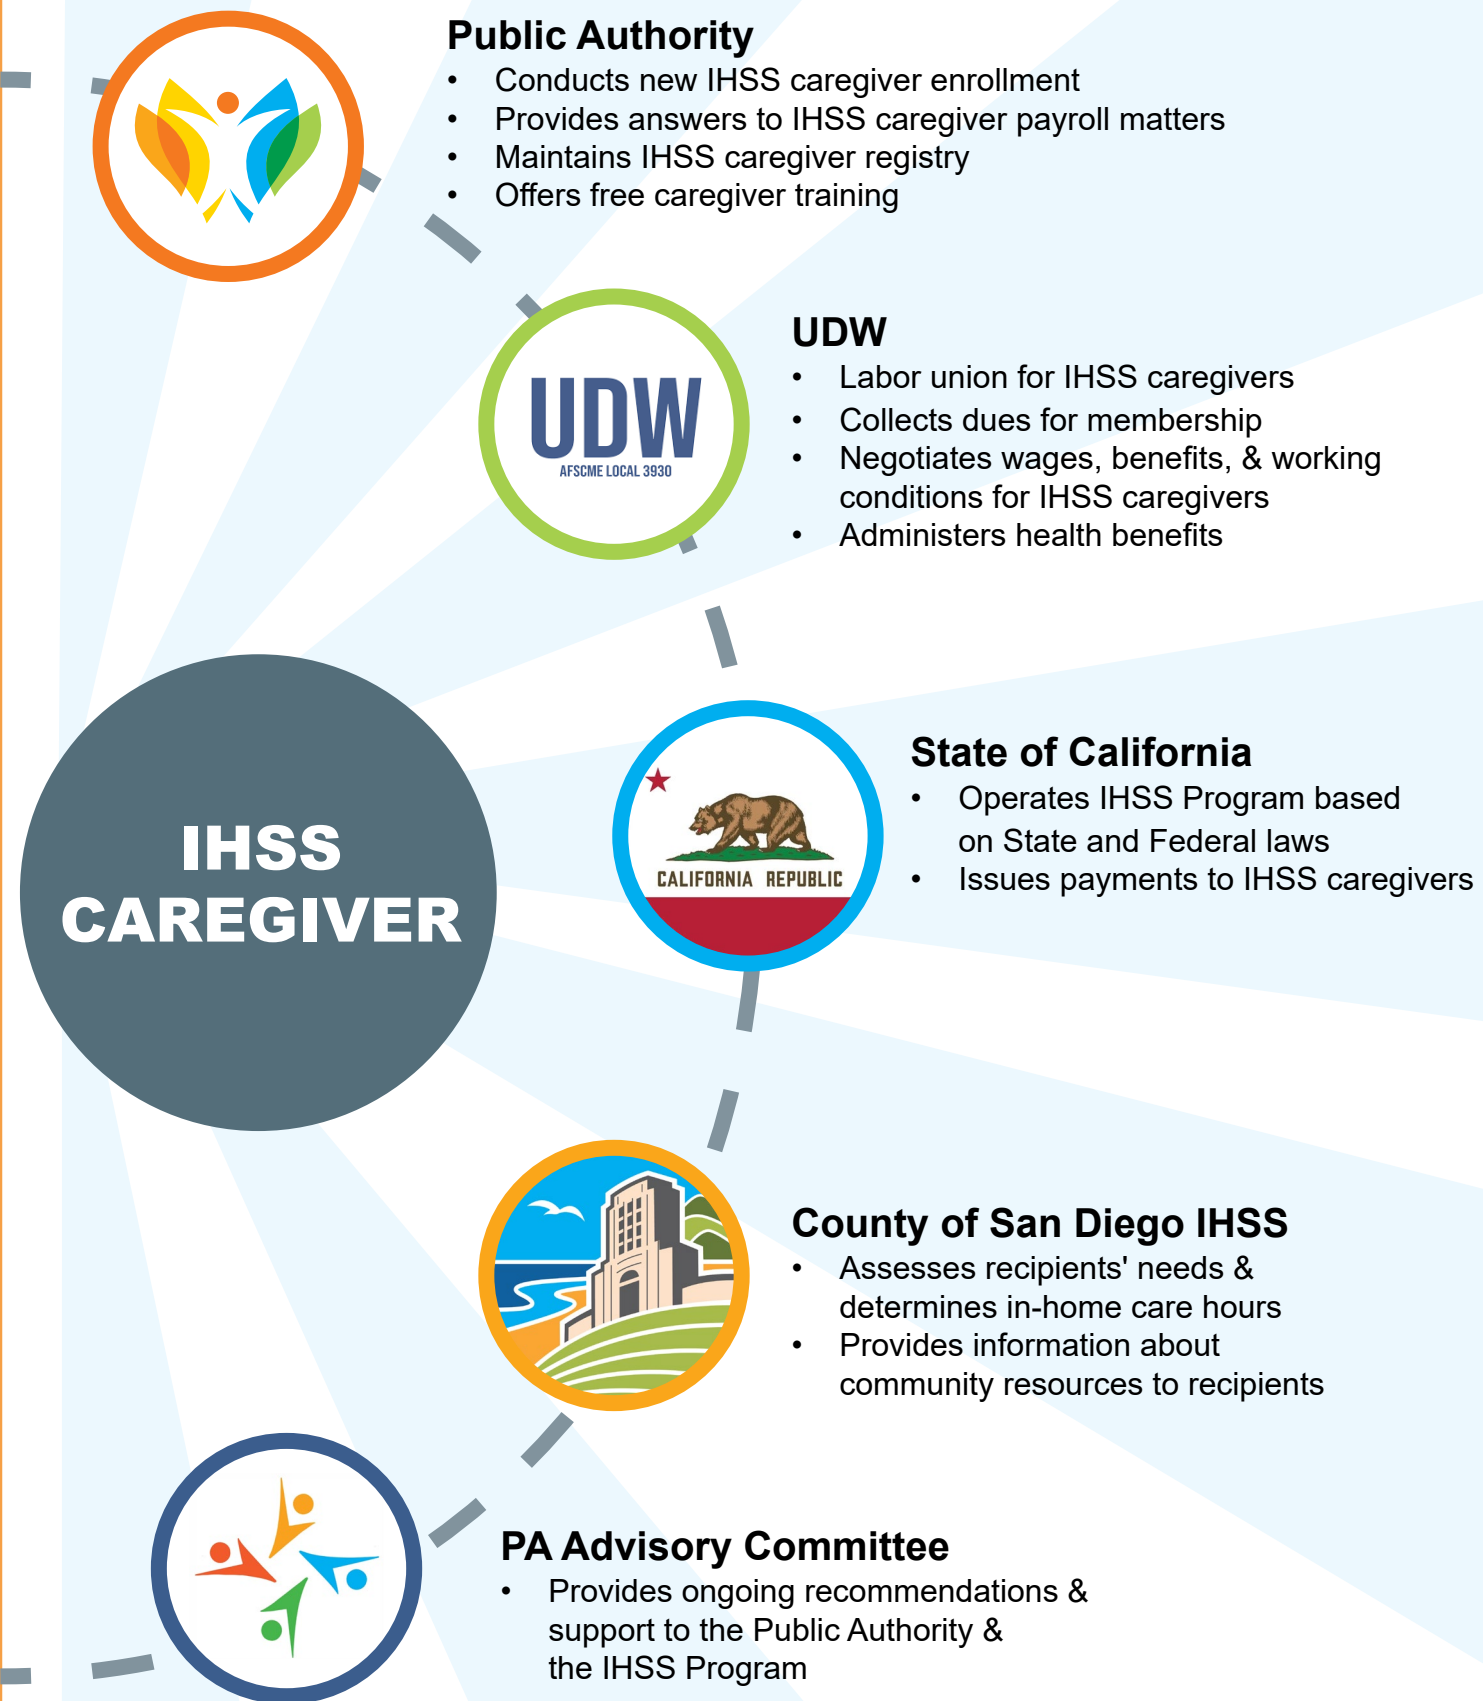 Public Authority
• Conducts new IHSS caregiver enrollment
• Provides answers to IHSS caregiver payroll matters
• Maintains IHSS caregiver registry
• Offers free caregiver training
UDW
AFSCME LOCAL 3930
UDW
• Labor union for IHSS caregivers
• Collects dues for membership
• Negotiates wages, benefits, & working
conditions for IHSS caregivers
• Administers health benefits
IHSS
CAREGIVER
CALIFORNIA REPUBLIC
State of California
• Operates IHSS Program based
on State and Federal laws
• Issues payments to IHSS caregivers
County of San Diego IHSS
• Assesses recipients' needs &
determines in-home care hours
• Provides information about
community resources to recipients
PA Advisory Committee
• Provides ongoing recommendations &
support to the Public Authority &
the IHSS Program